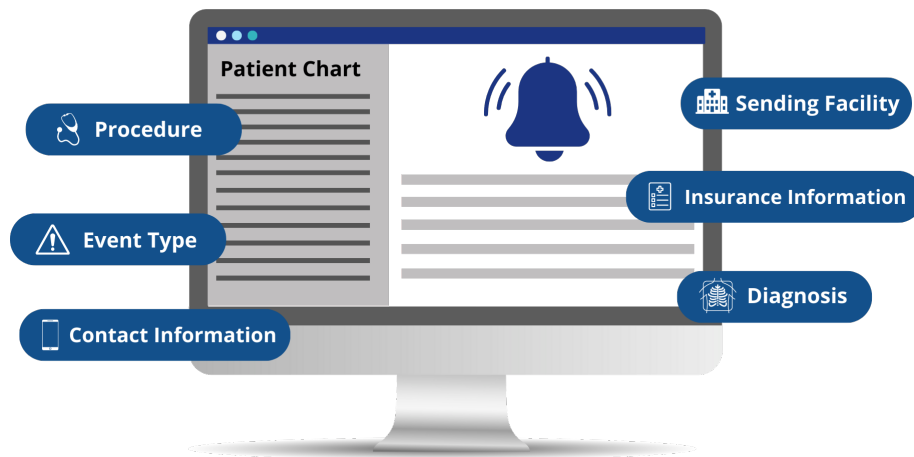 Patient Chart
Procedure
Event Type
Contact Information
Sending Facility
Insurance Information
Diagnosis